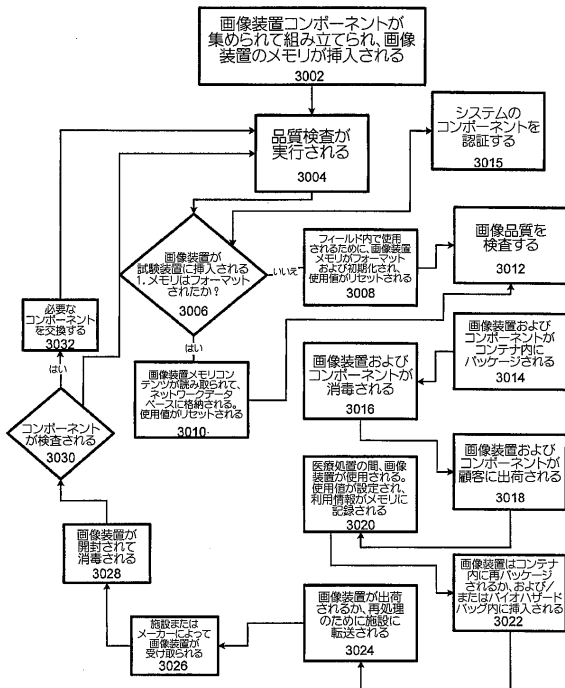 画像装置コンポーネントが
集められて組み立てられ、画像
装置のメモリが挿入される
3002
品質検査が
実行される
3004
システムの
コンポーネントを
認証する
3015
画像装置が
試験装置に挿入される
1. メモリはフォーマット
されたか?
3006
いいえ
フィールド内で使用
されるために、画像装置
メモリがフォーマット
および初期化され、
使用値がリセットされる
3008
画像品質を
検査する
3012
はい
画像装置メモリコン
テンツが読み取られて、
ネットワークデータ
ベースに格納される。
使用値がリセットされる
3010
画像装置および
コンポーネントが
コンテナ内に
パッケージされる
3014
画像装置および
コンポーネントが
消毒される
3016
画像装置および
コンポーネントが
顧客に出荷される
3018
医療処置の間、画像
装置が使用される。
使用値が設定され、
利用情報がメモリに
記録される
3020
画像装置はコンテナ
内に再パッケージ
されるか、および/
またはバイオハザード
バッグ内に挿入される
3022
画像装置が出荷
されるか、再処理
のために施設に
転送される
3024
施設または
メーカーによって
画像装置が
受け取られる
3026
画像装置が
開封されて
消毒される
3028
コンポーネント
が検査される
3030
はい
必要な
コンポーネント
を交換する
3032